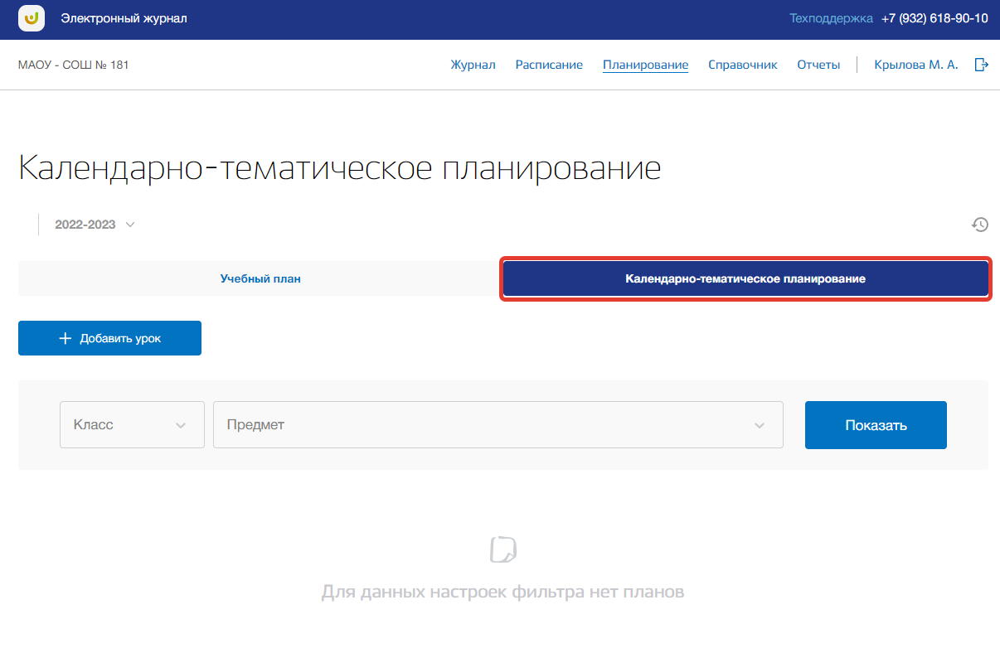 Электронный журнал Техподдержка +7 (932) 618-90-10
МАОУ - СОШ № 181 Журнал Расписание Планирование Справочник Отчеты Крылова М. А.
Календарно-тематическое планирование
2022-2023
Учебный план Календарно-тематическое планирование
Добавить урок
Класс Предмет Показать
Для данных настроек фильтра нет планов